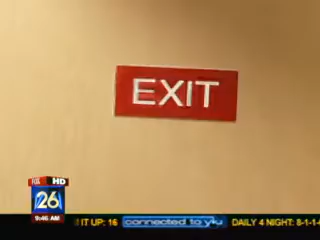 EXIT
FOX HD
26
9:46 AM
IT UP: 16 connected to you DAILY 4 NIGHT: 8-1-1-